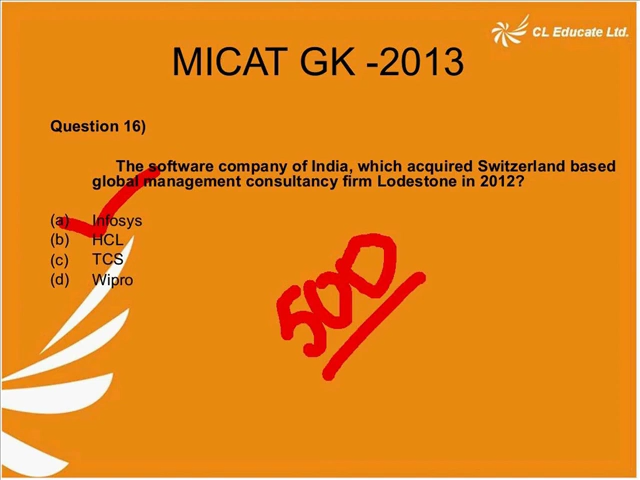 CL Educate Ltd.
MICAT GK -2013
Question 16)
The software company of India, which acquired Switzerland based
global management consultancy firm Lodestone in 2012?
(a) Infosys
(b) HCL
(c) TCS
(d) Wipro
500